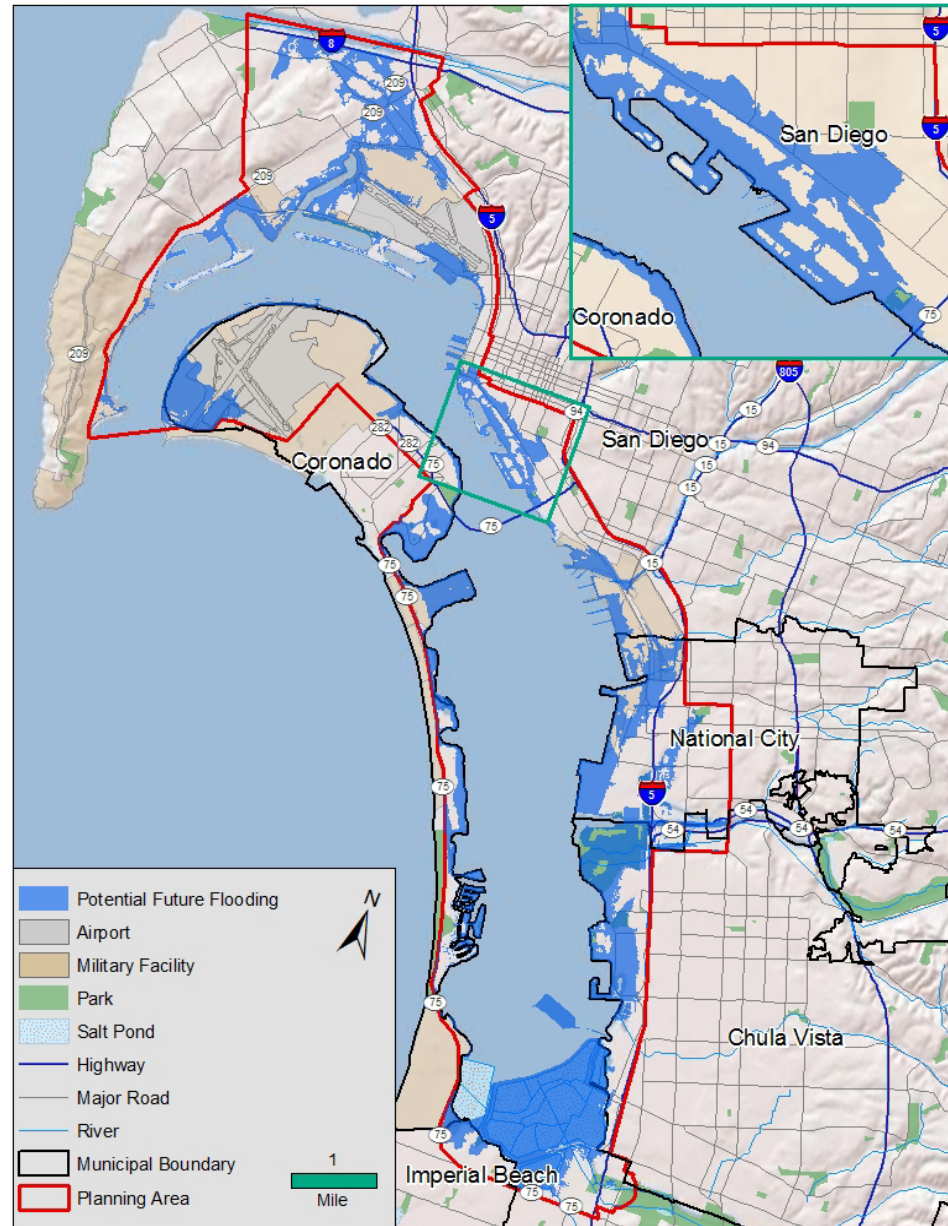 8
5
209
209
San Diego
5
209
209
5
Coronado
75
209
805
15
94
282
San Diego
15
94
282
Coronado
75
15
15
75
75
15
75
National City
75
5
54
54
54
54
Potential Future Flooding
N
Airport
Military Facility
Park
Salt Pond
75
Chula Vista
Highway
Major Road
River
75
Municipal Boundary
1
Imperial Beach
Planning Area
Mile
75
75